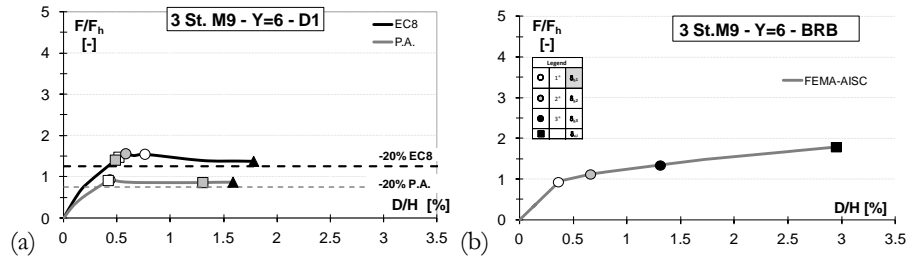 3 St. M9 - Y=6 - D1
F/Fh
[-]
EC8
P.A.
5
4
3
2
1
0
-20% EC8
-20% P.A.
D/H [%]
0 0.5 1 1.5 2 2.5 3 3.5
(a)
3 St.M9 - Y=6 - BRB
F/Fh
[-]
Legend
1°
2°
3°
FEMA-AISC
5
4
3
2
1
0
D/H [%]
0 0.5 1 1.5 2 2.5 3 3.5
(b)